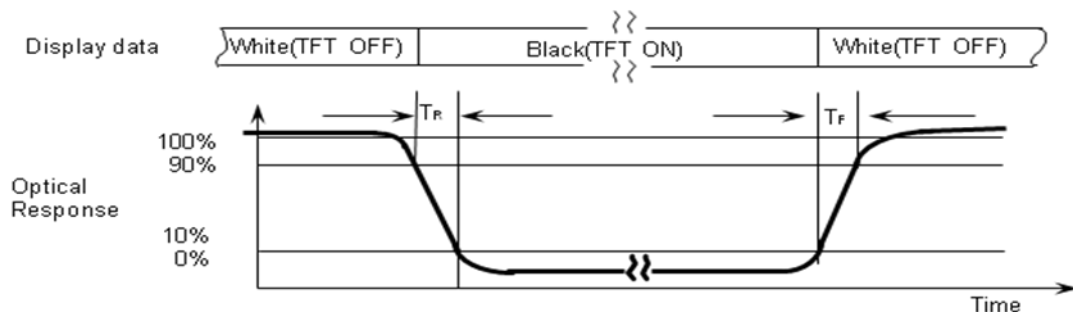 Display data
White(TFT OFF)
Black(TFT ON)
White(TFT OFF)
TR
TF
100%
90%
Optical
Response
10%
0%
Time